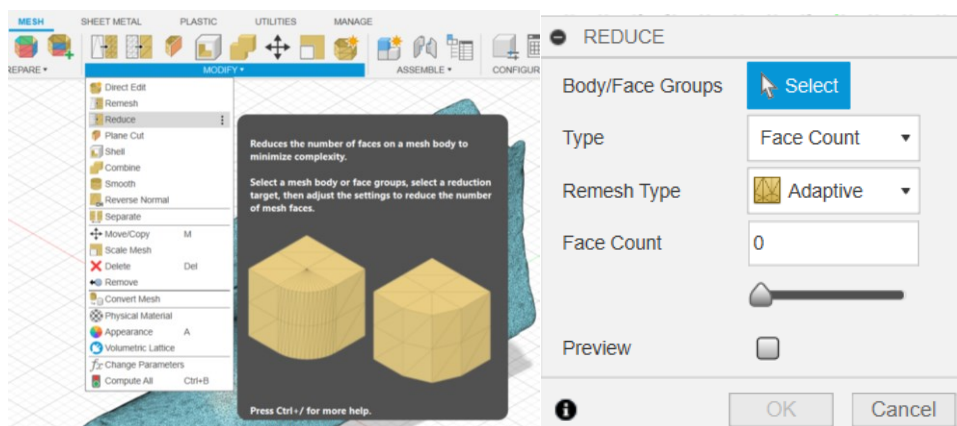 MESH SHEET METAL PLASTIC UTILITIES MANAGE
REPARE ▾ MODIFY ▾ ASSEMBLE ▾ CONFIGUR
Direct Edit
Remesh
Reduce
Plane Cut
Shell
Combine
Smooth
Reverse Normal
Separate
Move/Copy M
Scale Mesh
Delete Del
Remove
Convert Mesh
Physical Material
Appearance A
Volumetric Lattice
fx Change Parameters
Compute All Ctrl+B
Reduces the number of faces on a mesh body to
minimize complexity.
Select a mesh body or face groups, select a reduction
target, then adjust the settings to reduce the number
of mesh faces.
Press Ctrl+/ for more help.
REDUCE
Body/Face Groups Select
Type Face Count
Remesh Type Adaptive
Face Count 0
Preview
OK Cancel